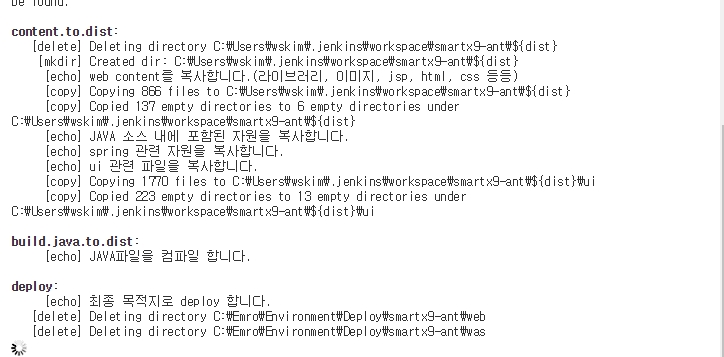 be found.
content.to.dist:
[delete] Deleting directory C:₩Users₩wskim₩.jenkins₩workspace₩smartx9-ant₩${dist}
[mkdir] Created dir: C:₩Users₩wskim₩.jenkins₩workspace₩smartx9-ant₩${dist}
[echo] web content를 복사합니다.(라이브러리, 이미지, jsp, html, css 등등)
[copy] Copying 866 files to C:₩Users₩wskim₩.jenkins₩workspace₩smartx9-ant₩${dist}
[copy] Copied 137 empty directories to 6 empty directories under
C:₩Users₩wskim₩.jenkins₩workspace₩smartx9-ant₩${dist}
[echo] JAVA 소스 내에 포함된 자원을 복사합니다.
[echo] spring 관련 자원을 복사합니다.
[echo] ui 관련 파일을 복사합니다.
[copy] Copying 1770 files to C:₩Users₩wskim₩.jenkins₩workspace₩smartx9-ant₩${dist}₩ui
[copy] Copied 223 empty directories to 13 empty directories under
C:₩Users₩wskim₩.jenkins₩workspace₩smartx9-ant₩${dist}₩ui
build.java.to.dist:
[echo] JAVA파일을 컴파일 합니다.
deploy:
[echo] 최종 목적지로 deploy 합니다.
[delete] Deleting directory C:₩Emro₩Environment₩Deploy₩smartx9-ant₩web
[delete] Deleting directory C:₩Emro₩Environment₩Deploy₩smartx9-ant₩was